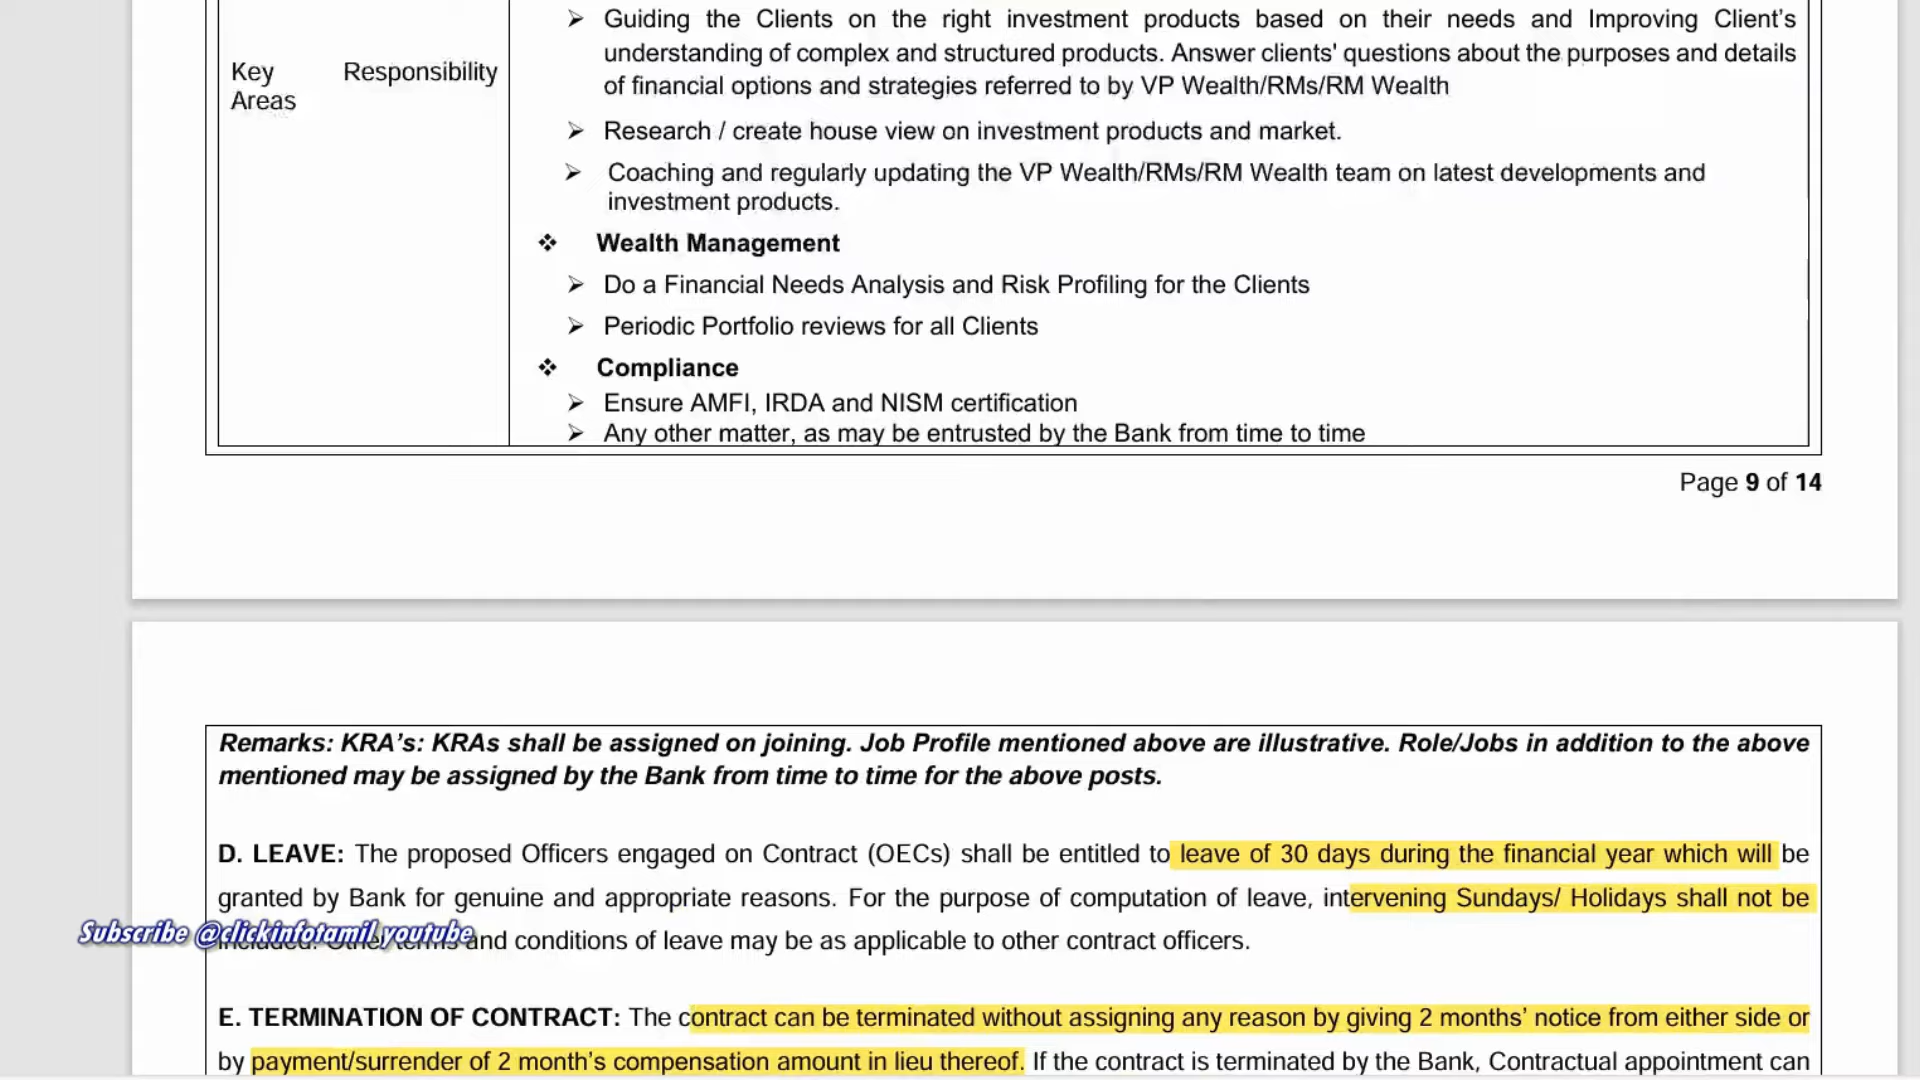 ➢ Guiding the Clients on the right investment products based on their needs and Improving Client's
understanding of complex and structured products. Answer clients' questions about the purposes and details
of financial options and strategies referred to by VP Wealth/RMs/RM Wealth
Key Responsibility
Areas
➢ Research / create house view on investment products and market.
➢ Coaching and regularly updating the VP Wealth/RMs/RM Wealth team on latest developments and
investment products.
❖ Wealth Management
➢ Do a Financial Needs Analysis and Risk Profiling for the Clients
➢ Periodic Portfolio reviews for all Clients
❖ Compliance
➢ Ensure AMFI, IRDA and NISM certification
➢ Any other matter, as may be entrusted by the Bank from time to time
Page 9 of 14
Remarks: KRA's: KRAs shall be assigned on joining. Job Profile mentioned above are illustrative. Role/Jobs in addition to the above
mentioned may be assigned by the Bank from time to time for the above posts.
D. LEAVE: The proposed Officers engaged on Contract (OECs) shall be entitled to leave of 30 days during the financial year which will be
granted by Bank for genuine and appropriate reasons. For the purpose of computation of leave, intervening Sundays/ Holidays shall not be
Subscribe @clickinfotamil youtube
included. Other terms and conditions of leave may be as applicable to other contract officers.
E. TERMINATION OF CONTRACT: The contract can be terminated without assigning any reason by giving 2 months' notice from either side or
by payment/surrender of 2 month's compensation amount in lieu thereof. If the contract is terminated by the Bank, Contractual appointment can